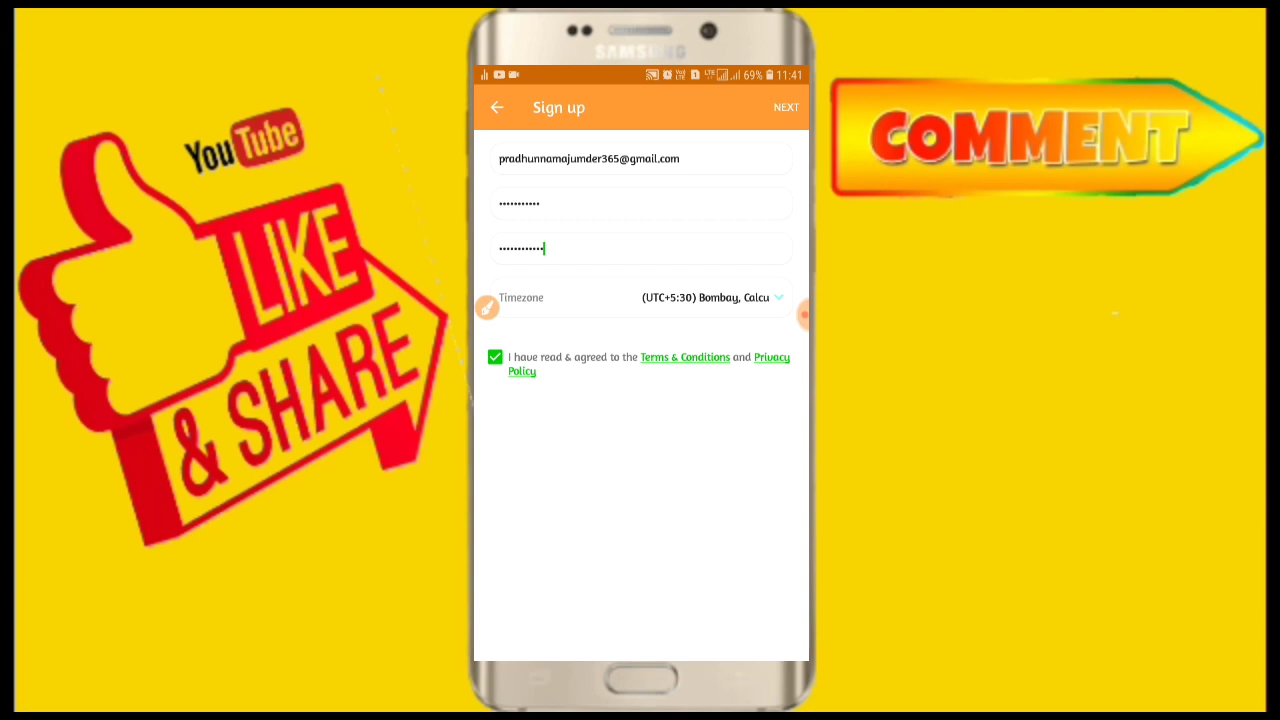 YouTube
LIKE
& SHARE
SAMSUNG
69% 11:41
Sign up
NEXT
pradhunnamajumder365@gmail.com
•••••••••••
••••••••••••
Timezone
(UTC+5:30) Bombay, Calcu
I have read & agreed to the Terms & Conditions and Privacy
Policy
COMMENT